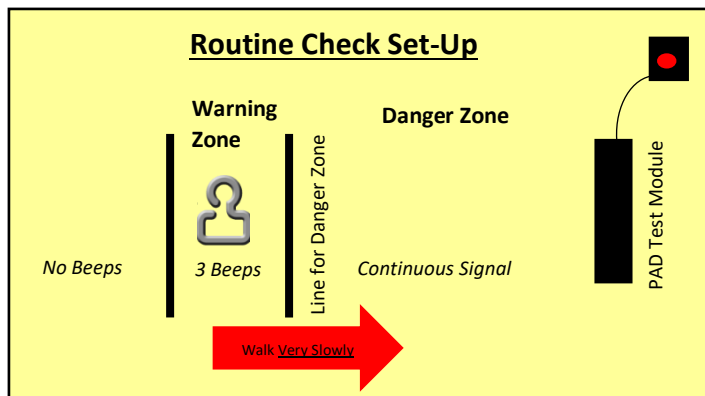 Routine Check Set-Up
Warning
Zone
Danger Zone
Line for Danger Zone
PAD Test Module
No Beeps
3 Beeps
Continuous Signal
Walk Very Slowly